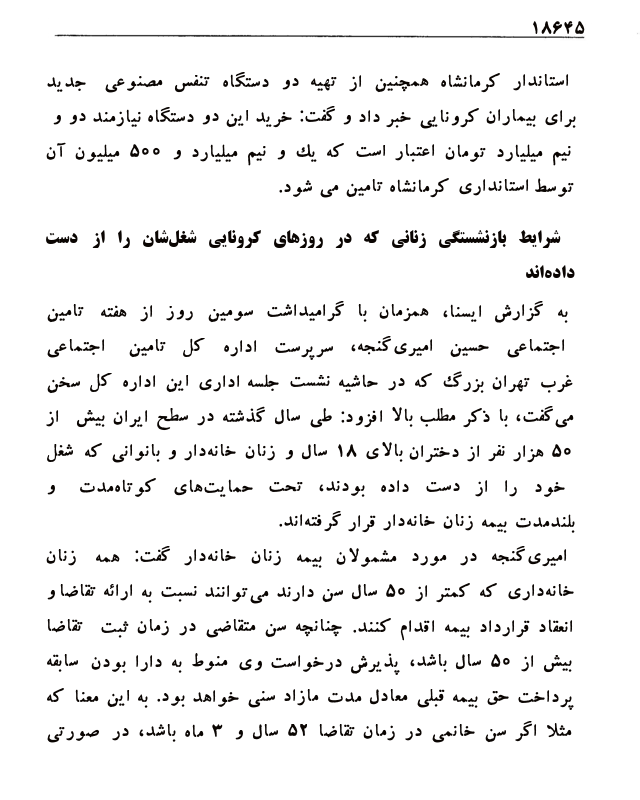 ۱۸۶۴۵
استاندار کرمانشاه همچنین از تهیه دو دستگاه تنفس مصنوعی جدید
برای بیماران کرونایی خبر داد و گفت: خرید این دو دستگاه نیازمند دو و
نیم میلیارد تومان اعتبار است که یك و نیم میلیارد و ۵۰۰ میلیون آن
توسط استانداری کرمانشاه تامین می شود.
شرایط بازنشستگی زنانی که در روزهای کرونایی شغل‌شان را از دست
داده‌اند
به گزارش ایسنا، همزمان با گرامیداشت سومین روز از هفته تامین
اجتماعی حسین امیری‌گنجه، سرپرست اداره کل تامین اجتماعی
غرب تهران بزرگ که در حاشیه نشست جلسه اداری این اداره کل سخن
می‌گفت، با ذکر مطلب بالا افزود: طی سال گذشته در سطح ایران بیش از
۵۰ هزار نفر از دختران بالای ۱۸ سال و زنان خانه‌دار و بانوانی که شغل
خود را از دست داده بودند، تحت حمایت‌های کوتاه‌مدت و
بلندمدت بیمه زنان خانه‌دار قرار گرفته‌اند.
امیری‌گنجه در مورد مشمولان بیمه زنان خانه‌دار گفت: همه زنان
خانه‌داری که کمتر از ۵۰ سال سن دارند می‌توانند نسبت به ارائه تقاضا و
انعقاد قرارداد بیمه اقدام کنند. چنانچه سن متقاضی در زمان ثبت تقاضا
بیش از ۵۰ سال باشد، پذیرش درخواست وی منوط به دارا بودن سابقه
پرداخت حق بیمه قبلی معادل مدت مازاد سنی خواهد بود. به این معنا که
مثلا اگر سن خانمی در زمان تقاضا ۵۲ سال و ۳ ماه باشد، در صورتی